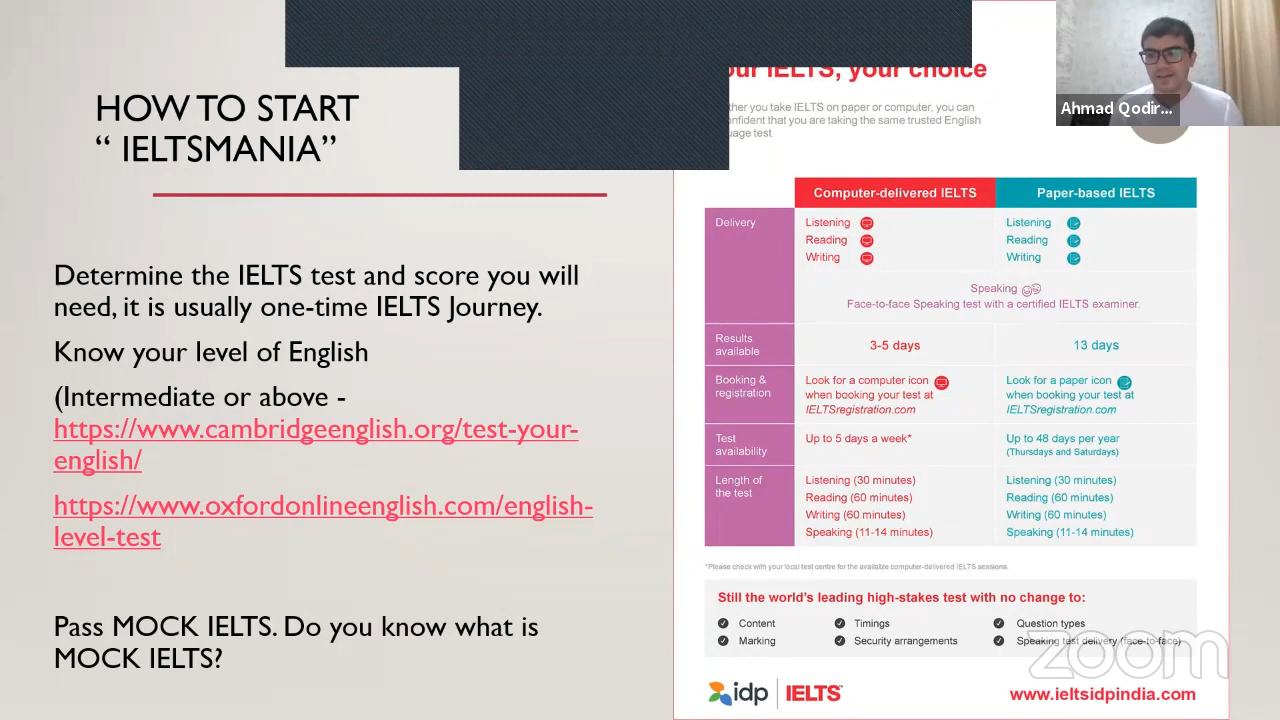 HOW TO START
“ IELTSMANIA”
Determine the IELTS test and score you will
need, it is usually one-time IELTS Journey.
Know your level of English
(Intermediate or above -
https://www.cambridgeenglish.org/test-your-
english/
https://www.oxfordonlineenglish.com/english-
level-test
Pass MOCK IELTS. Do you know what is
MOCK IELTS?
IELTS, your choice
you take IELTS on paper or computer, you can
that you are taking the same trusted English
test
Ahmad Qodir...
Computer-delivered IELTS
Paper-based IELTS
Delivery
Listening
Reading
Writing
Listening
Reading
Writing
Speaking
Face-to-face Speaking test with a certified IELTS examiner.
Results
available
3-5 days
13 days
Booking &
registration
Look for a computer icon
when booking your test at
IELTSregistration.com
Look for a paper icon
when booking your test at
IELTSregistration.com
Test
availability
Up to 5 days a week*
Up to 48 days per year
(Thursdays and Saturdays)
Length of
the test
Listening (30 minutes)
Reading (60 minutes)
Writing (60 minutes)
Speaking (11-14 minutes)
Listening (30 minutes)
Reading (60 minutes)
Writing (60 minutes)
Speaking (11-14 minutes)
*Please check with your local test centre for the available computer-delivered IELTS sessions.
Still the world's leading high-stakes test with no change to:
Content
Timings
Question types
Marking
Security arrangements
Speaking test delivery (face-to-face)
zoom
idp
IELTS™
www.ieltsidpindia.com